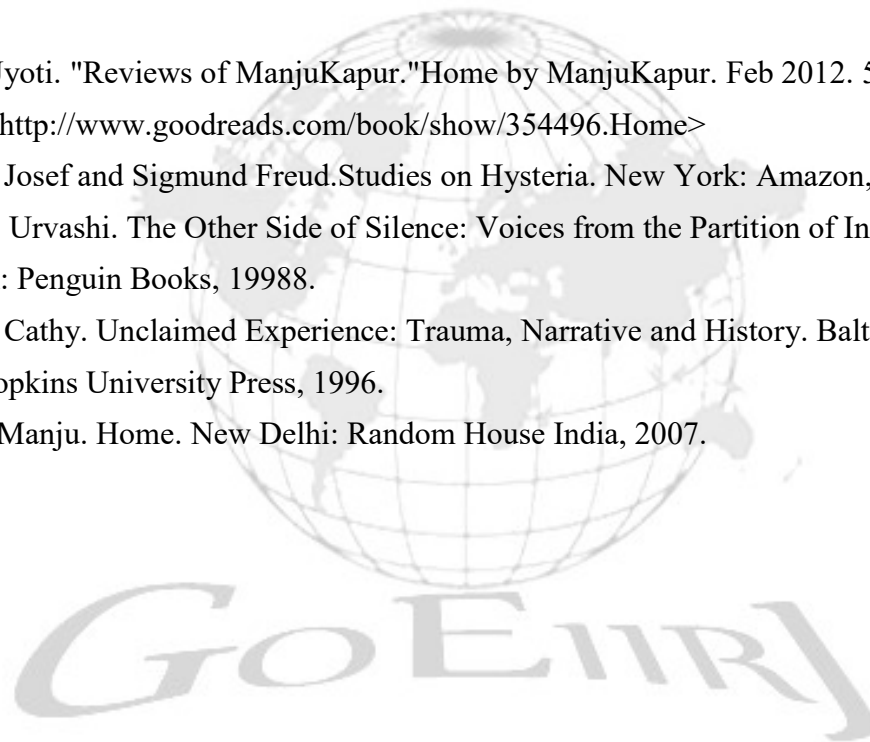 Jyoti. "Reviews of ManjuKapur."Home by ManjuKapur. Feb 2012. 5
http://www.goodreads.com/book/show/354496.Home>
Josef and Sigmund Freud.Studies on Hysteria. New York: Amazon,
Urvashi. The Other Side of Silence: Voices from the Partition of In
: Penguin Books, 19988.
Cathy. Unclaimed Experience: Trauma, Narrative and History. Balt
opkins University Press, 1996.
Manju. Home. New Delhi: Random House India, 2007.
GOEIIRJ